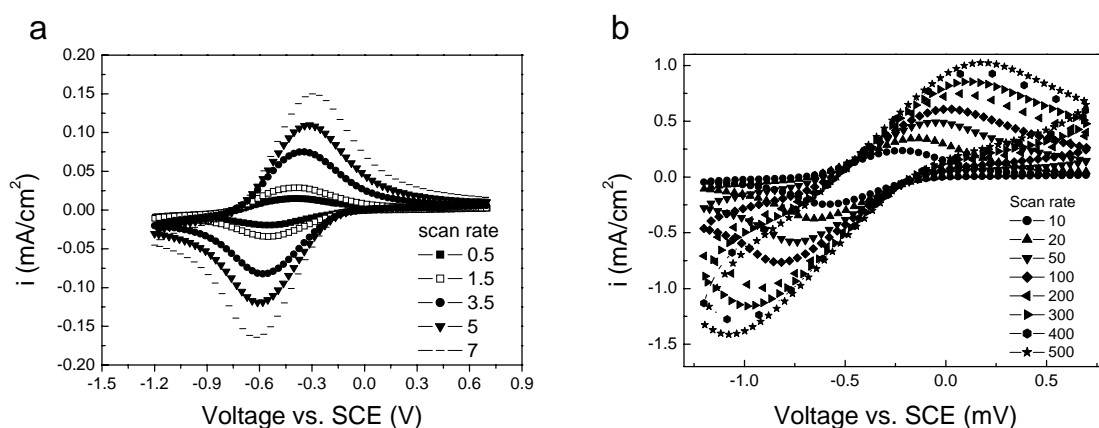 a
0.20
0.15
0.10
0.05
0.00
-0.05
-0.10
-0.15
0.20
i (mA/cm²)
scan rate
0.5
1.5
3.5
5
7
-1.5 -1.2 -0.9 -0.6 -0.3 0.0 0.3 0.6 0.9
Voltage vs. SCE (V)
b
1.0
0.5
0.0
-0.5
-1.0
-1.5
i (mA/cm²)
Scan rate
10
20
50
100
200
300
400
500
-1.0 -0.5 0.0 0.5
Voltage vs. SCE (mV)